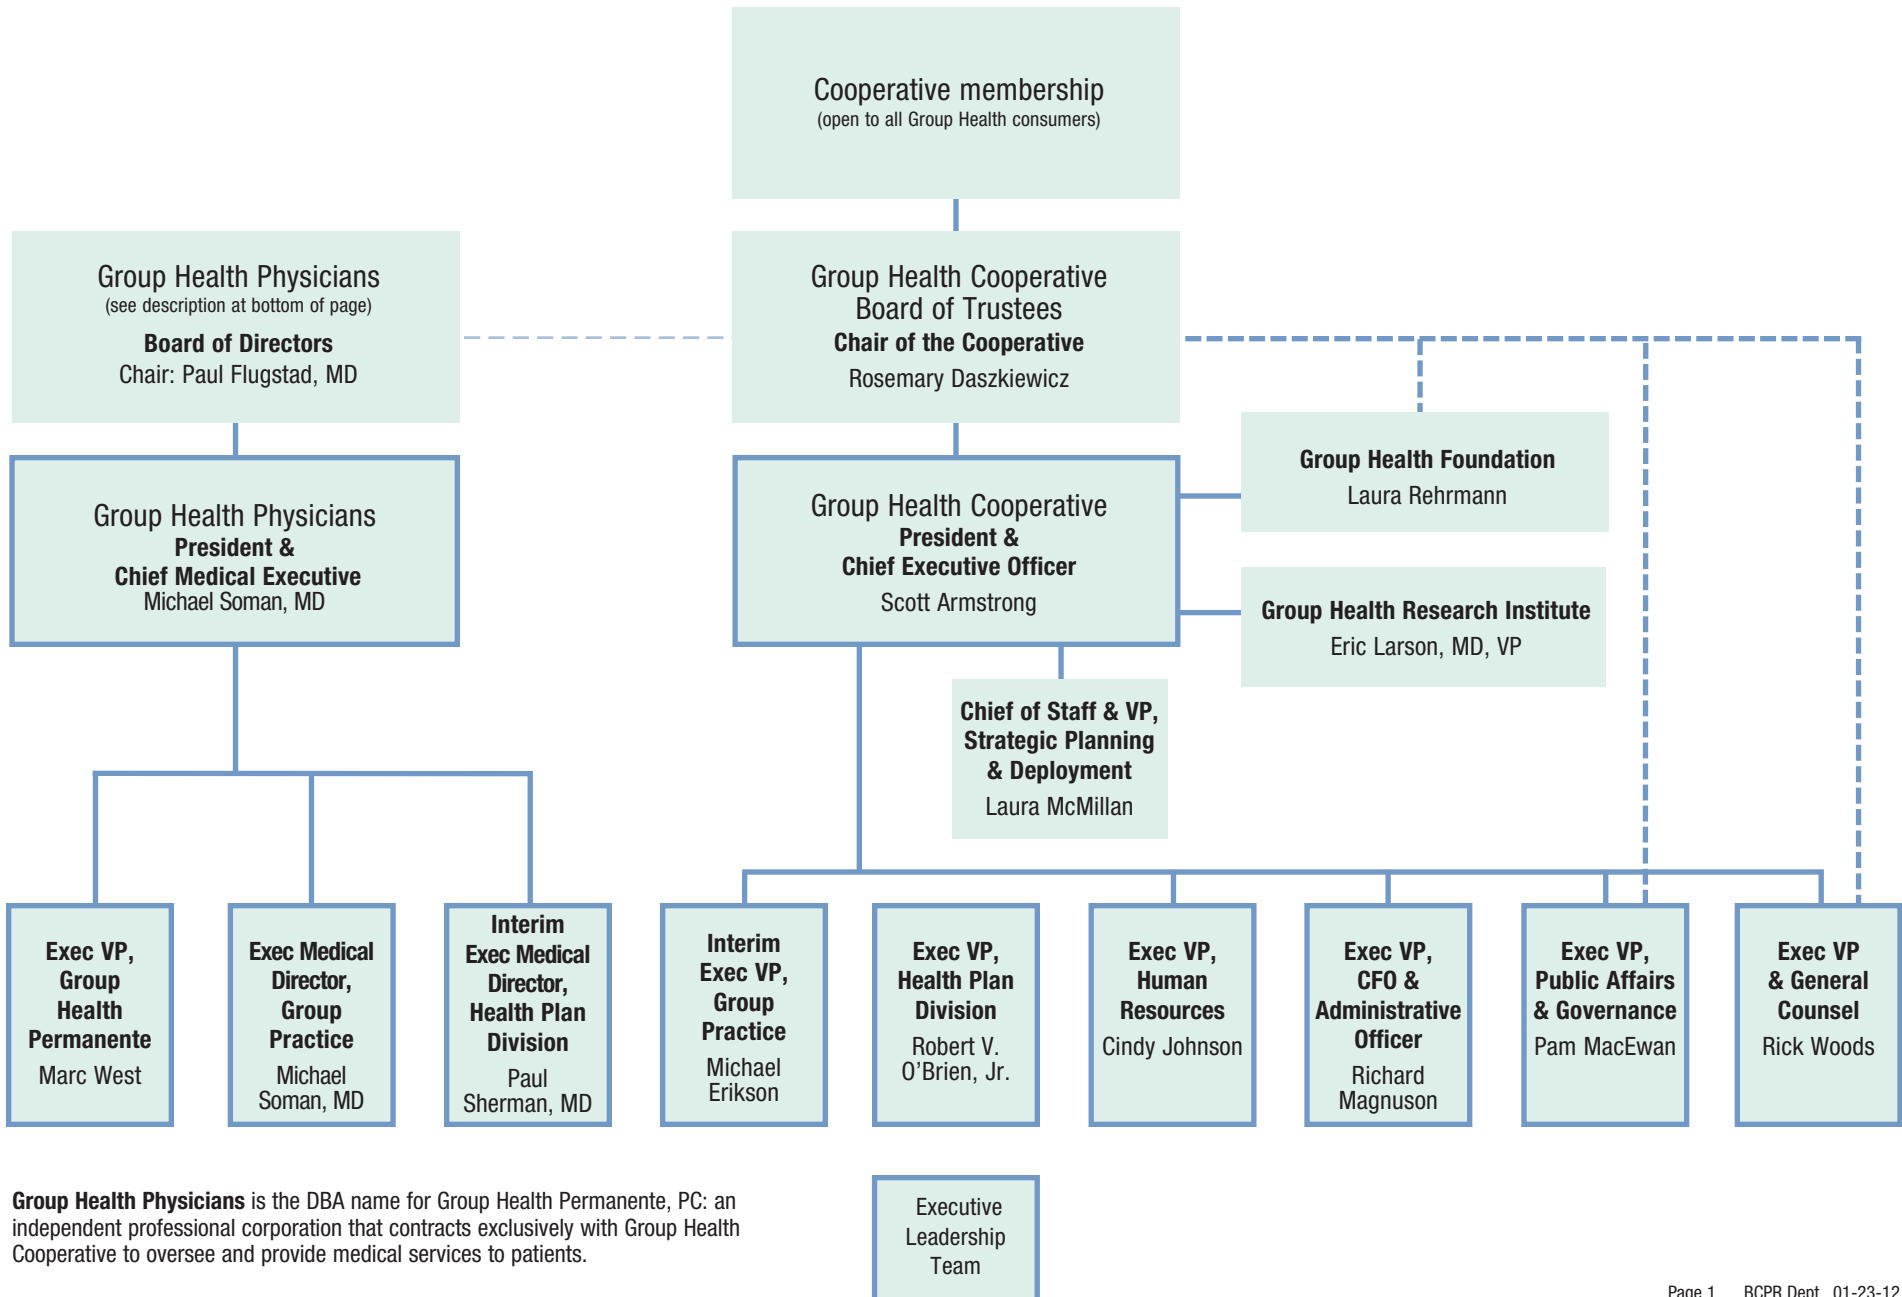 Cooperative membership
(open to all Group Health consumers)
Group Health Physicians
(see description at bottom of page)
Board of Directors
Chair: Paul Flugstad, MD
Group Health Cooperative
Board of Trustees
Chair of the Cooperative
Rosemary Daszkiewicz
Group Health Physicians
President &
Chief Medical Executive
Michael Soman, MD
Group Health Cooperative
President &
Chief Executive Officer
Scott Armstrong
Group Health Foundation
Laura Rehrmann
Group Health Research Institute
Eric Larson, MD, VP
Chief of Staff & VP,
Strategic Planning
& Deployment
Laura McMillan
Exec VP,
Group
Health
Permanente
Marc West
Exec Medical
Director,
Group
Practice
Michael
Soman, MD
Interim
Exec Medical
Director,
Health Plan
Division
Paul
Sherman, MD
Interim
Exec VP,
Group
Practice
Michael
Erikson
Exec VP,
Health Plan
Division
Robert V.
O’Brien, Jr.
Exec VP,
Human
Resources
Cindy Johnson
Exec VP,
CFO &
Administrative
Officer
Richard
Magnuson
Exec VP,
Public Affairs
& Governance
Pam MacEwan
Exec VP
& General
Counsel
Rick Woods
Group Health Physicians is the DBA name for Group Health Permanente, PC: an
independent professional corporation that contracts exclusively with Group Health
Cooperative to oversee and provide medical services to patients.
Executive
Leadership
Team
Page 1 BCPR Dept 01-23-12